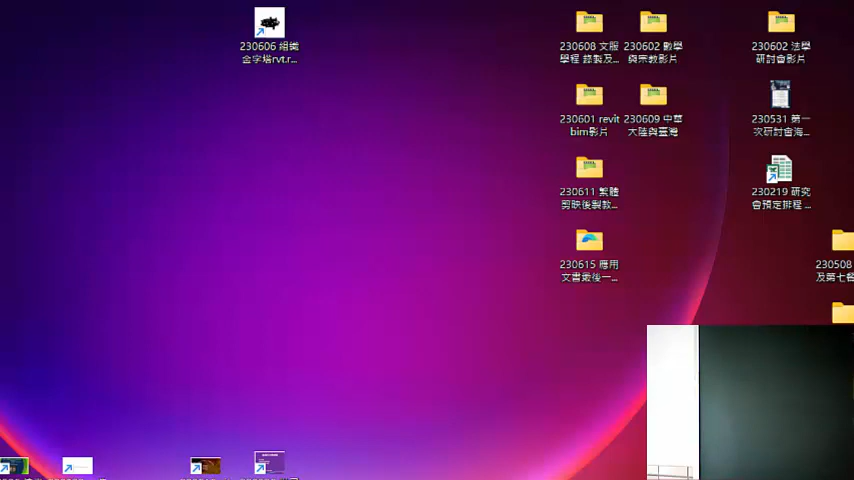 230606 組織
金字塔rvt.r...
230608 文服
學程 錄製及...
230602 數學
與宗教影片
230602 法學
研討會影片
230601 revit
bim影片
230609 中華
大陸與臺灣
230531 第一
次研討會海...
230611 繁體
剪映後製教...
230219 研究
會預定排程 ...
230615 應用
文書最後一...
230508
及第七餐